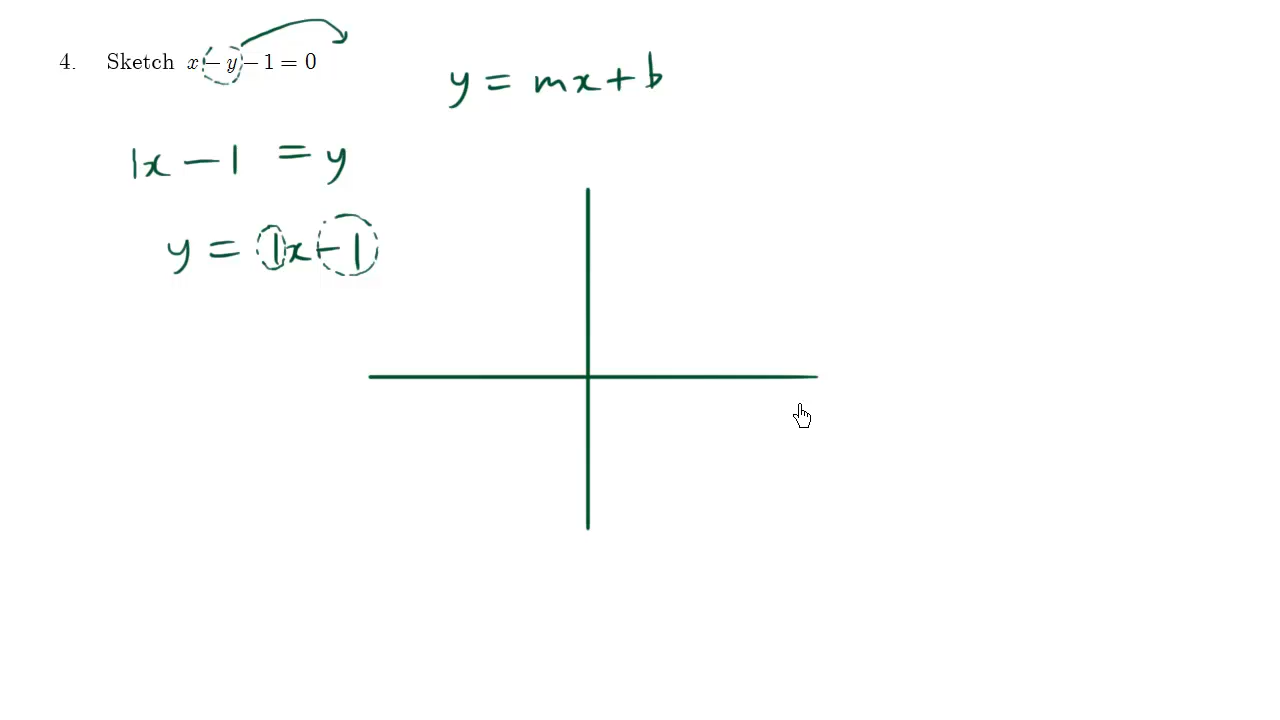 4. Sketch x − y − 1 = 0
y = mx + b
1x − 1 = y
y = 1x − 1